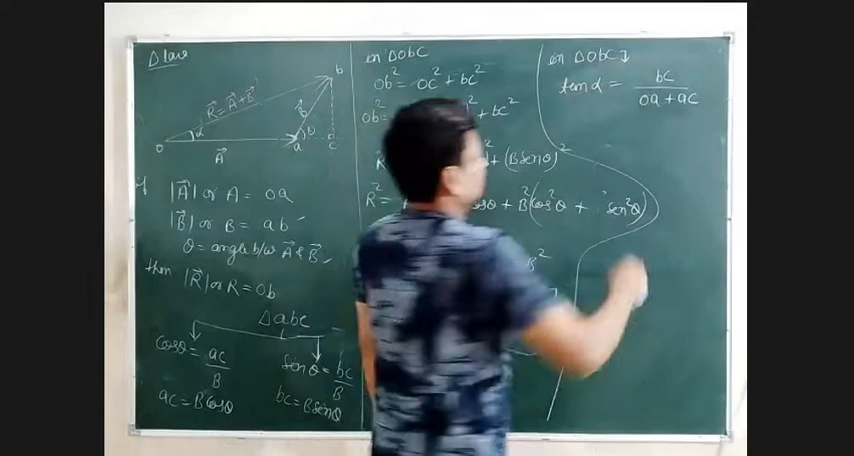 Δ law
b
R⃗ = A⃗ + B⃗
B⃗
α
θ
o
a
c
A⃗
if |A⃗| or A = oa
|B⃗| or B = ab
θ = angle b/w A⃗ & B⃗
then |R⃗| or R = ob
Δabc
cosθ = ac/B
ac = B cosθ
sinθ = bc/B
bc = B sinθ
in Δobc
ob² = oc² + bc²
ob² = + bc²
+ (B sinθ)²
R² = cosθ + B² (cos²θ + sin²θ)
B²
in Δobc
tanα = bc/oa + ac